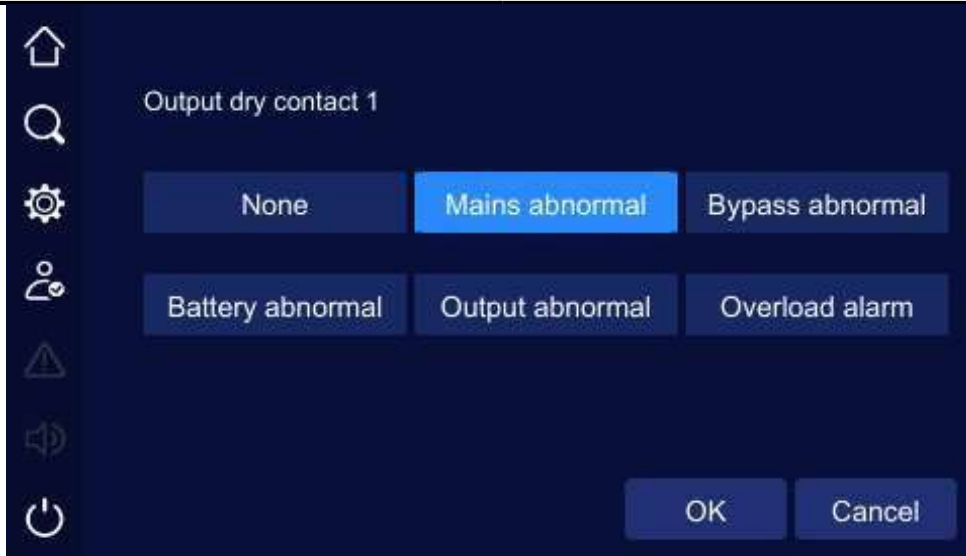 Output dry contact 1
None Mains abnormal Bypass abnormal
Battery abnormal Output abnormal Overload alarm
OK Cancel